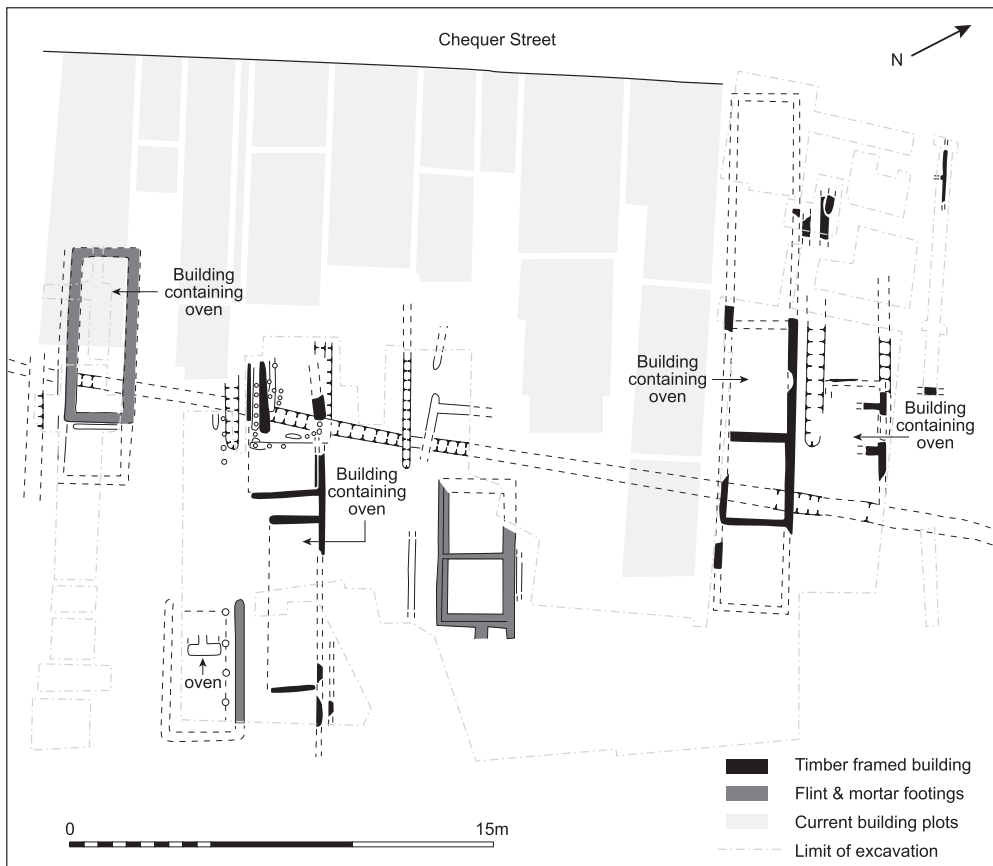 Chequer Street
N
Building
containing
oven
Building
containing
oven
Building
containing
oven
Building
containing
oven
oven
Timber framed building
Flint & mortar footings
Current building plots
Limit of excavation
0
15m